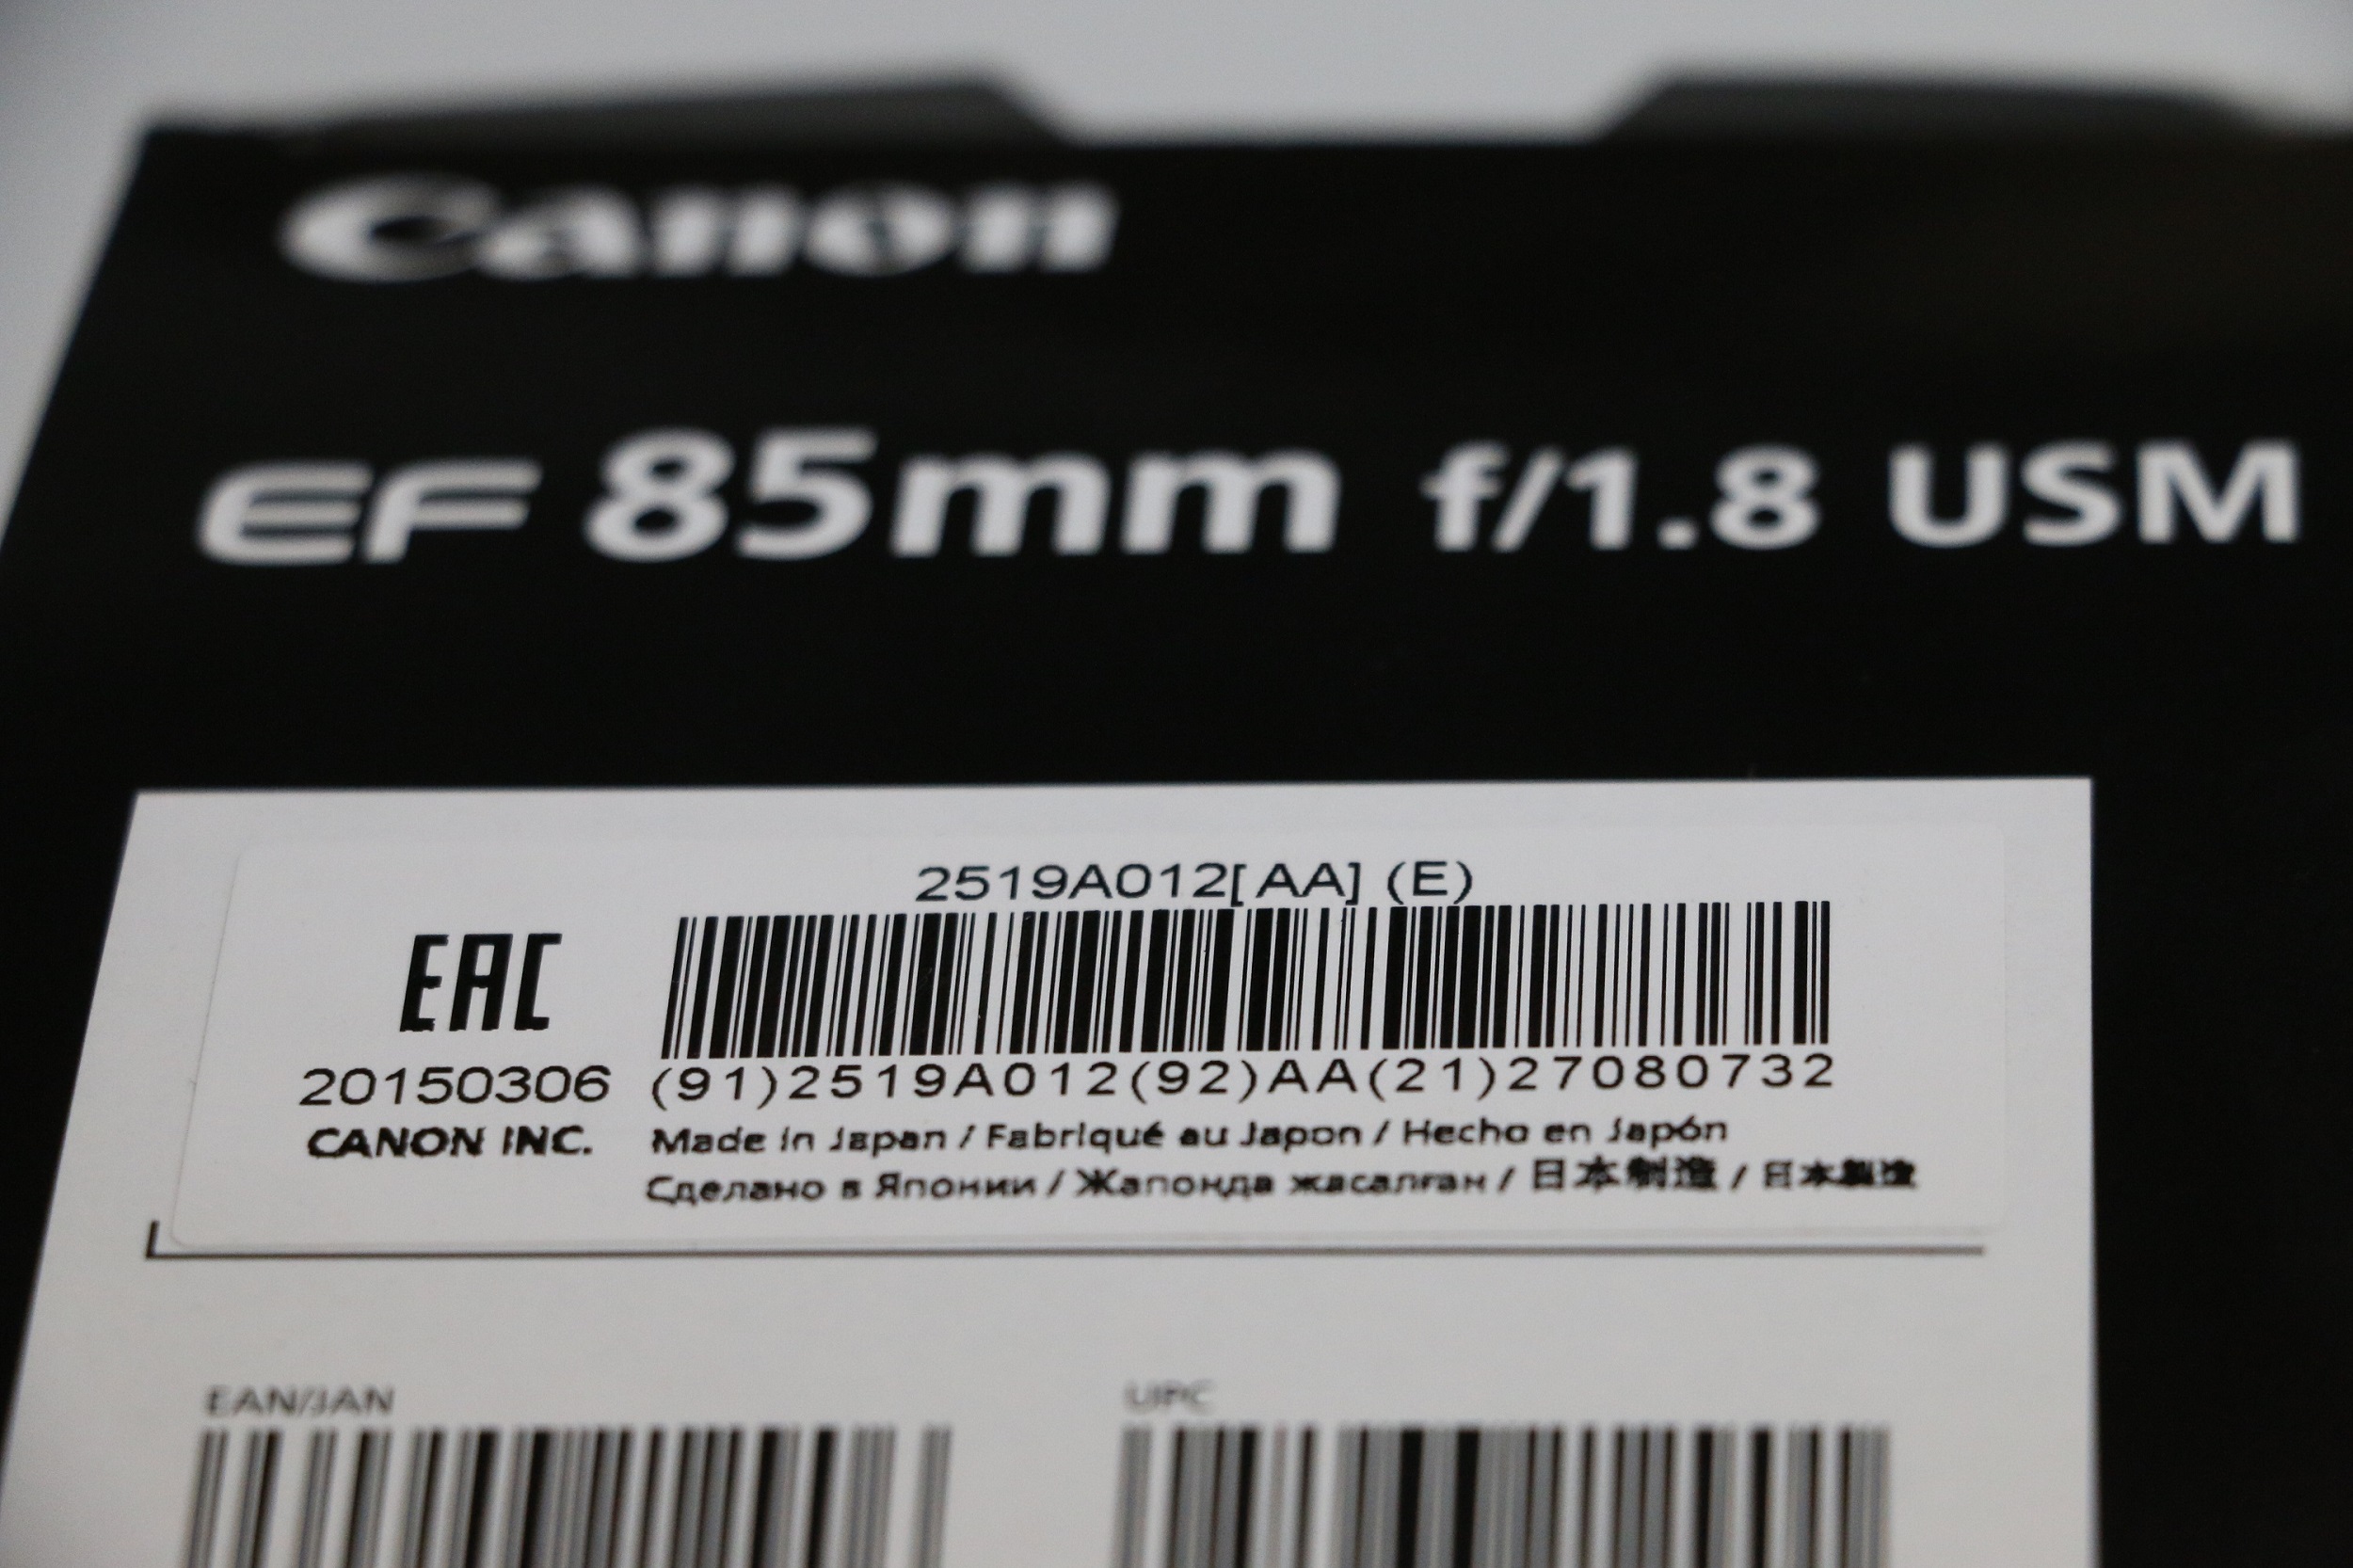 Canon
EF 85mm f/1.8 USM
2519A012[AA] (E)
EAC
20150306 (91)2519A012(92)AA(21)27080732
CANON INC. Made in Japan / Fabriqué au Japon / Hecho en Japón
Сделано в Японии / Жапонда жасалған / 日本制造 / 日本製造
EAN/JAN UPC